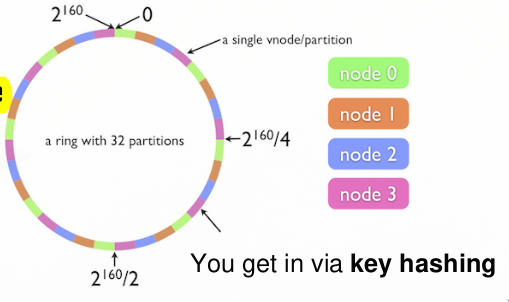 2^160
0
a single vnode/partition
node 0
e
node 1
a ring with 32 partitions
2^160/4
node 2
node 3
You get in via key hashing
2^160/2